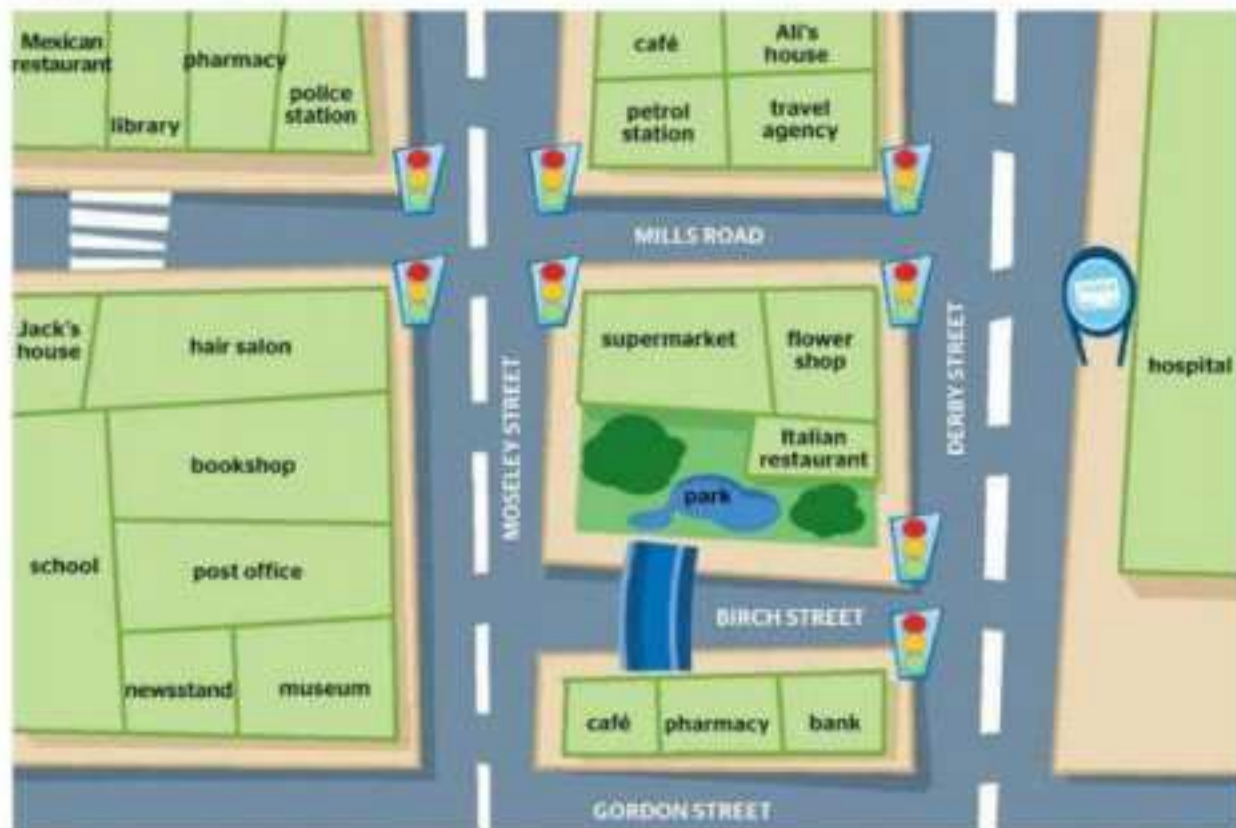 Mexican
restaurant
library
pharmacy
police
station
café
Ali's
house
petrol
station
travel
agency
MILLS ROAD
Jack's
house
hair salon
MOSELEY STREET
supermarket
flower
shop
DERBY STREET
hospital
bookshop
Italian
restaurant
park
school
post office
BIRCH STREET
newsstand
museum
café
pharmacy
bank
GORDON STREET